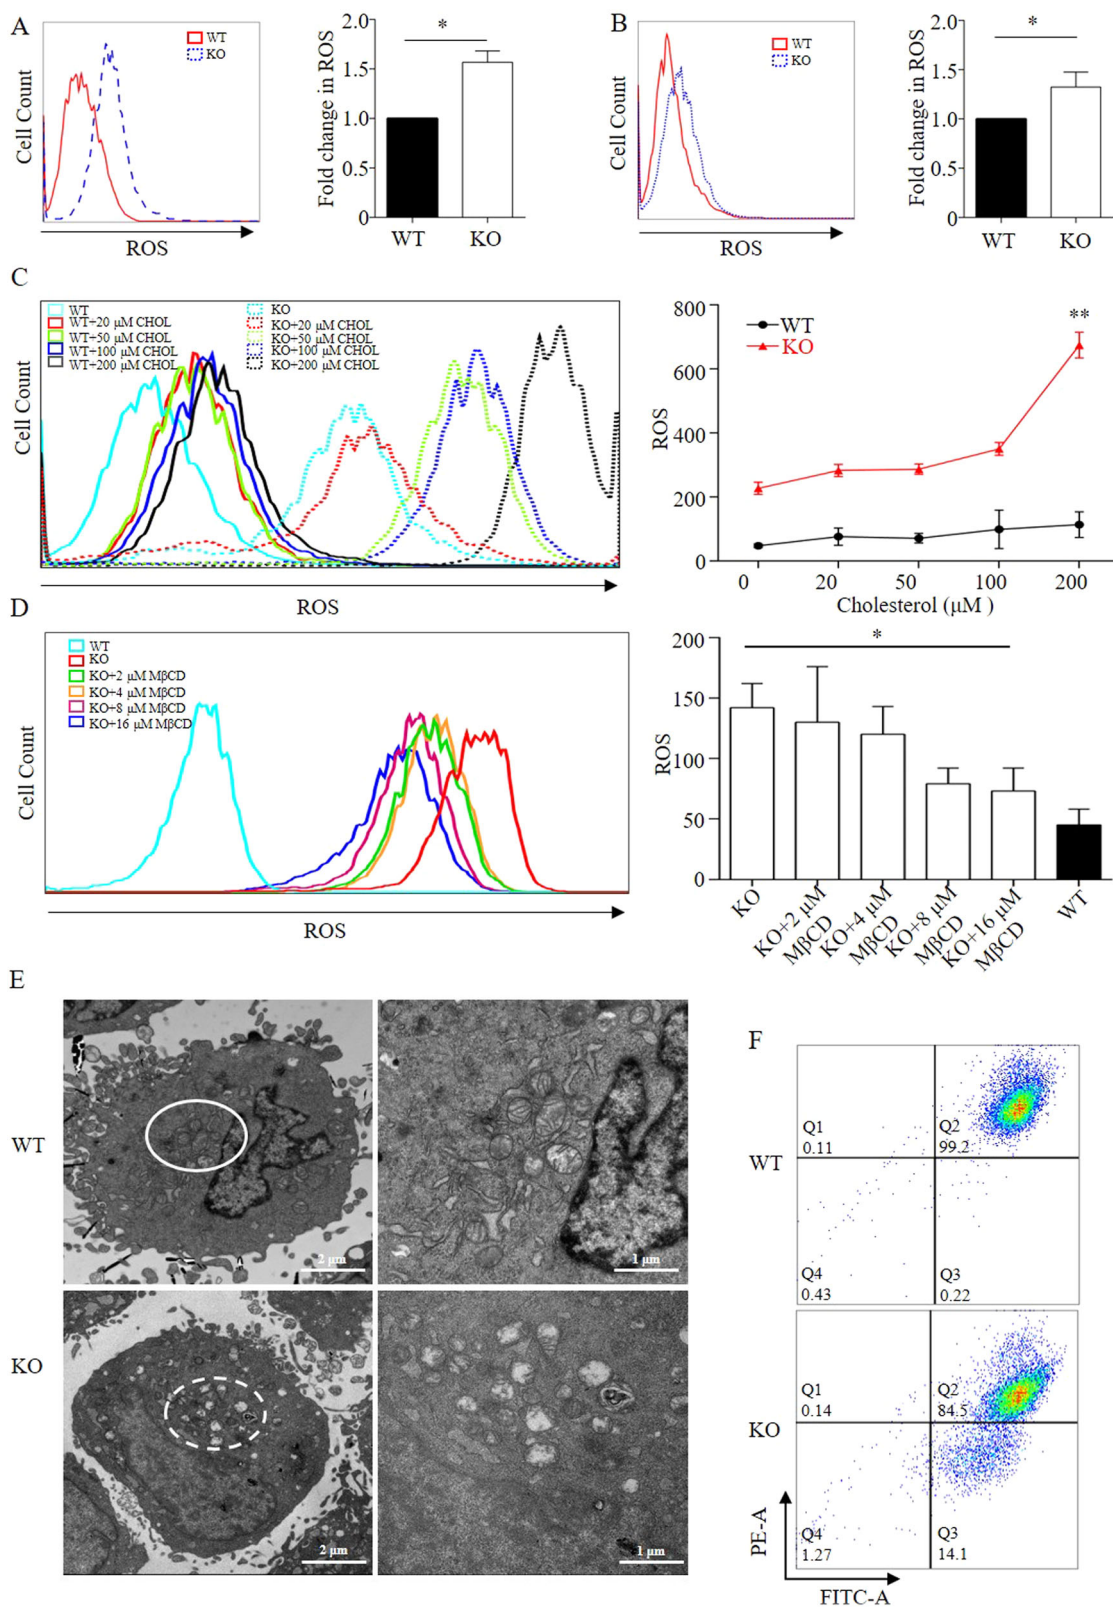 A
WT
KO
Cell Count
ROS
Fold change in ROS
2.0
1.5
1.0
0.5
0
*
WT
KO
B
WT
KO
Cell Count
ROS
Fold change in ROS
2.0
1.5
1.0
0.5
0
*
WT
KO
C
WT
WT+20 μM CHOL
WT+50 μM CHOL
WT+100 μM CHOL
WT+200 μM CHOL
KO
KO+20 μM CHOL
KO+50 μM CHOL
KO+100 μM CHOL
KO+200 μM CHOL
Cell Count
ROS
ROS
800
600
400
200
0
WT
KO
**
0 20 50 100 200
Cholesterol (μM )
D
WT
KO
KO+2 μM MβCD
KO+4 μM MβCD
KO+8 μM MβCD
KO+16 μM MβCD
Cell Count
ROS
ROS
200
150
100
50
0
*
KO
KO+2 μM
MβCD
KO+4 μM
MβCD
KO+8 μM
MβCD
KO+16 μM
MβCD
WT
E
WT
2 μm
1 μm
KO
2 μm
1 μm
F
WT
Q1
0.11
Q2
99.2
Q4
0.43
Q3
0.22
KO
Q1
0.14
Q2
84.5
Q4
1.27
Q3
14.1
PE-A
FITC-A